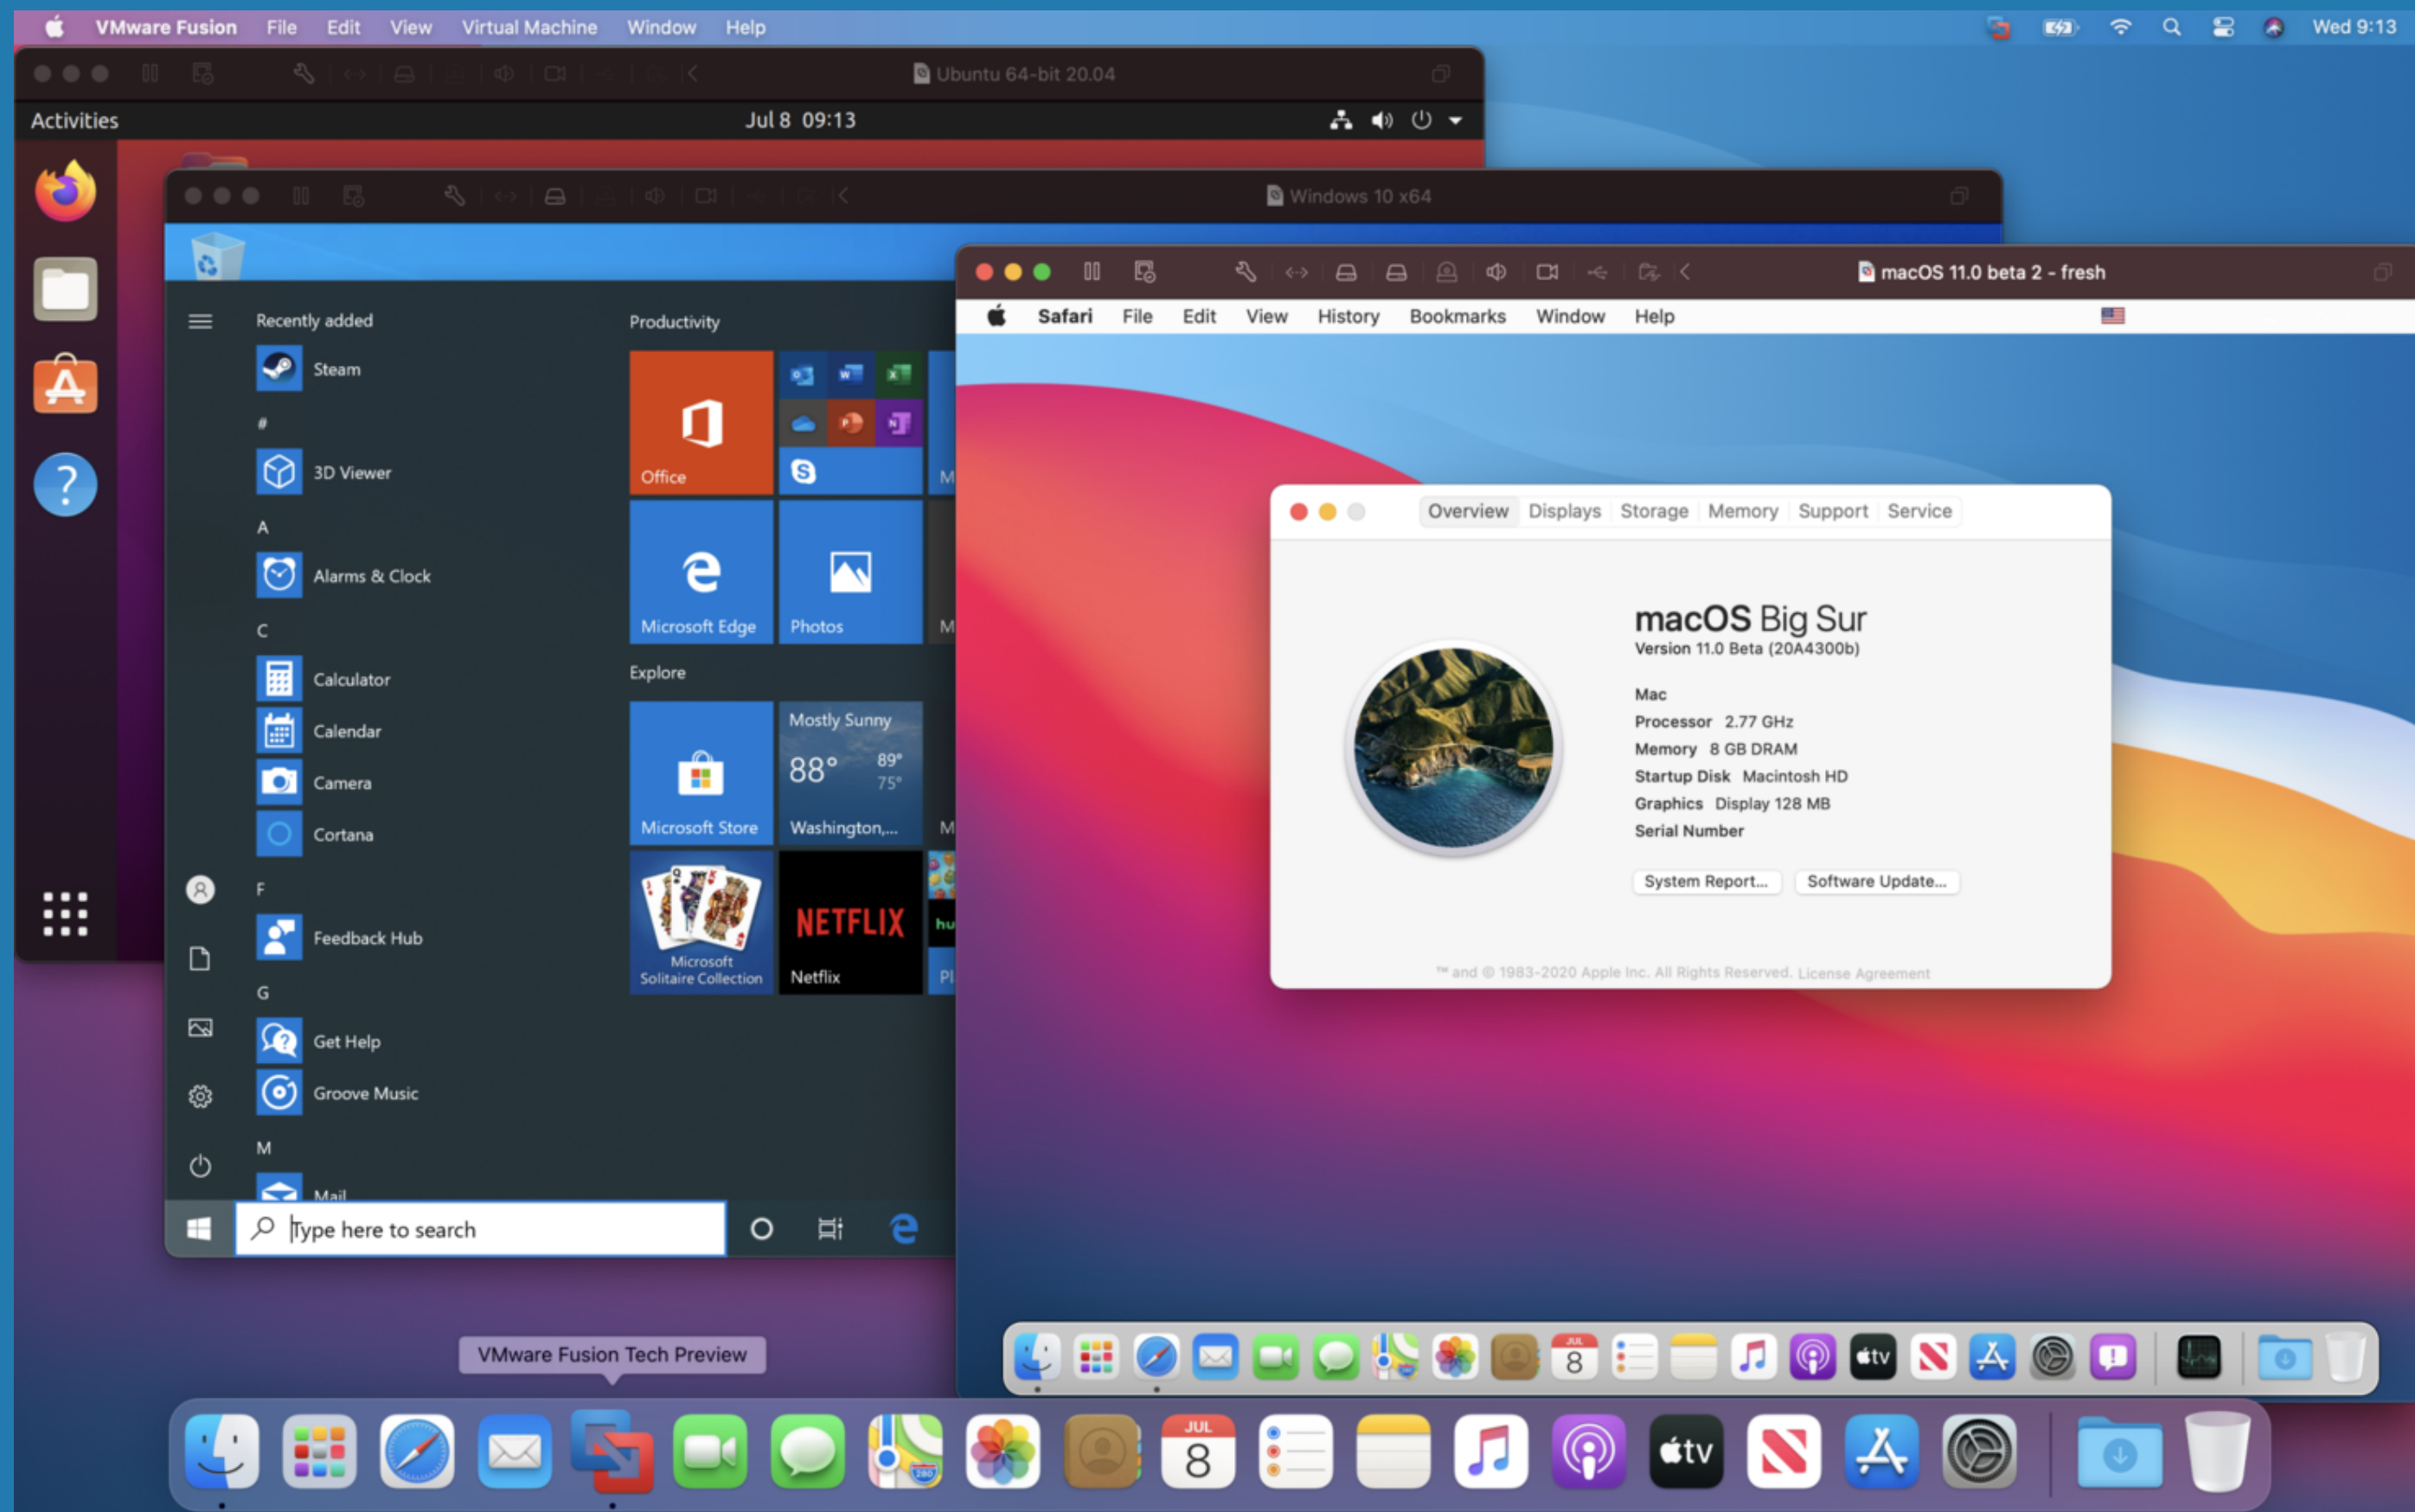 VMware Fusion File Edit View Virtual Machine Window Help Wed 9:13
Ubuntu 64-bit 20.04
Activities Jul 8 09:13
Windows 10 x64
Recently added
Steam
#
3D Viewer
A
Alarms & Clock
C
Calculator
Calendar
Camera
Cortana
F
Feedback Hub
G
Get Help
Groove Music
M
Mail
Type here to search
Productivity
Office
M
Microsoft Edge
Photos
M
Explore
Microsoft Store
Mostly Sunny
88° 89°
75°
Washington,...
M
Microsoft
Solitaire Collection
NETFLIX
Netflix
hu
Pl
macOS 11.0 beta 2 - fresh
Safari File Edit View History Bookmarks Window Help
Overview Displays Storage Memory Support Service
macOS Big Sur
Version 11.0 Beta (20A4300b)
Mac
Processor 2.77 GHz
Memory 8 GB DRAM
Startup Disk Macintosh HD
Graphics Display 128 MB
Serial Number
System Report... Software Update...
™ and © 1983-2020 Apple Inc. All Rights Reserved. License Agreement
JUL
8
tv
VMware Fusion Tech Preview
280
JUL
8
tv